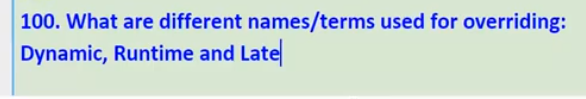 100. What are different names/terms used for overriding:
Dynamic, Runtime and Late